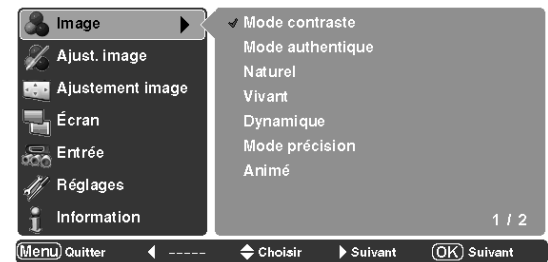 Image
Ajust. image
Ajustement image
Écran
Entrée
Réglages
Information
Mode contraste
Mode authentique
Naturel
Vivant
Dynamique
Mode précision
Animé
1 / 2
Menu Quitter ----- Choisir Suivant OK Suivant